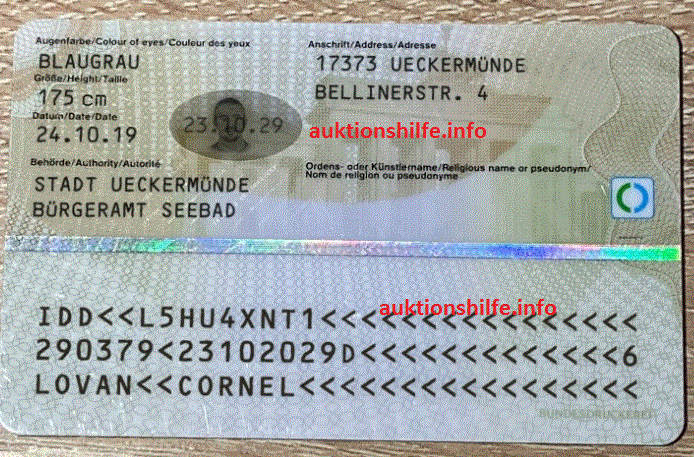 Augenfarbe/Colour of eyes/Couleur des yeux
BLAUGRAU
Größe/Height/Taille
175 cm
Datum/Date/Date
24.10.19
23.10.29
Behörde/Authority/Autorité
STADT UECKERMÜNDE
BÜRGERAMT SEEBAD
Anschrift/Address/Adresse
17373 UECKERMÜNDE
BELLINERSTR. 4
auktionshilfe.info
Ordens- oder Künstlername/Religious name or pseudonym/
Nom de religion ou pseudonyme
auktionshilfe.info
IDD<<L5HU4XNT1<<<<<<<<<<<<<<<<
290379<23102029D<<<<<<<<<<<<<6
LOVAN<<CORNEL<<<<<<<<<<<<<<<<<
BUNDESDRUCKEREI